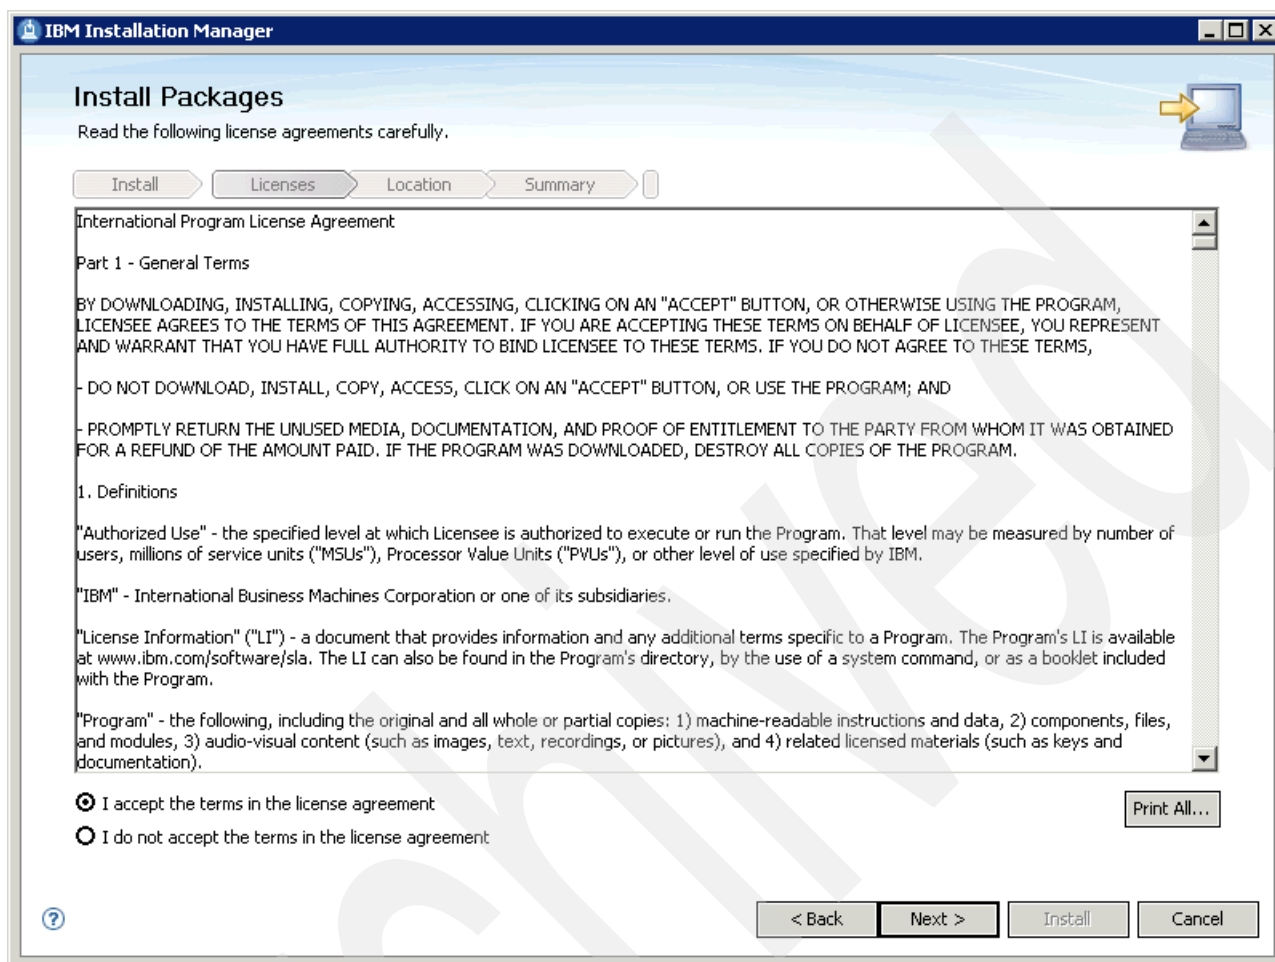 IBM Installation Manager
Install Packages
Read the following license agreements carefully.
Install
Licenses
Location
Summary
International Program License Agreement
Part 1 - General Terms
BY DOWNLOADING, INSTALLING, COPYING, ACCESSING, CLICKING ON AN "ACCEPT" BUTTON, OR OTHERWISE USING THE PROGRAM,
LICENSEE AGREES TO THE TERMS OF THIS AGREEMENT. IF YOU ARE ACCEPTING THESE TERMS ON BEHALF OF LICENSEE, YOU REPRESENT
AND WARRANT THAT YOU HAVE FULL AUTHORITY TO BIND LICENSEE TO THESE TERMS. IF YOU DO NOT AGREE TO THESE TERMS,
- DO NOT DOWNLOAD, INSTALL, COPY, ACCESS, CLICK ON AN "ACCEPT" BUTTON, OR USE THE PROGRAM; AND
- PROMPTLY RETURN THE UNUSED MEDIA, DOCUMENTATION, AND PROOF OF ENTITLEMENT TO THE PARTY FROM WHOM IT WAS OBTAINED
FOR A REFUND OF THE AMOUNT PAID. IF THE PROGRAM WAS DOWNLOADED, DESTROY ALL COPIES OF THE PROGRAM.
1. Definitions
"Authorized Use" - the specified level at which Licensee is authorized to execute or run the Program. That level may be measured by number of
users, millions of service units ("MSUs"), Processor Value Units ("PVUs"), or other level of use specified by IBM.
"IBM" - International Business Machines Corporation or one of its subsidiaries.
"License Information" ("LI") - a document that provides information and any additional terms specific to a Program. The Program's LI is available
at www.ibm.com/software/sla. The LI can also be found in the Program's directory, by the use of a system command, or as a booklet included
with the Program.
"Program" - the following, including the original and all whole or partial copies: 1) machine-readable instructions and data, 2) components, files,
and modules, 3) audio-visual content (such as images, text, recordings, or pictures), and 4) related licensed materials (such as keys and
documentation).
I accept the terms in the license agreement
Print All...
I do not accept the terms in the license agreement
?
< Back
Next >
Install
Cancel
hived